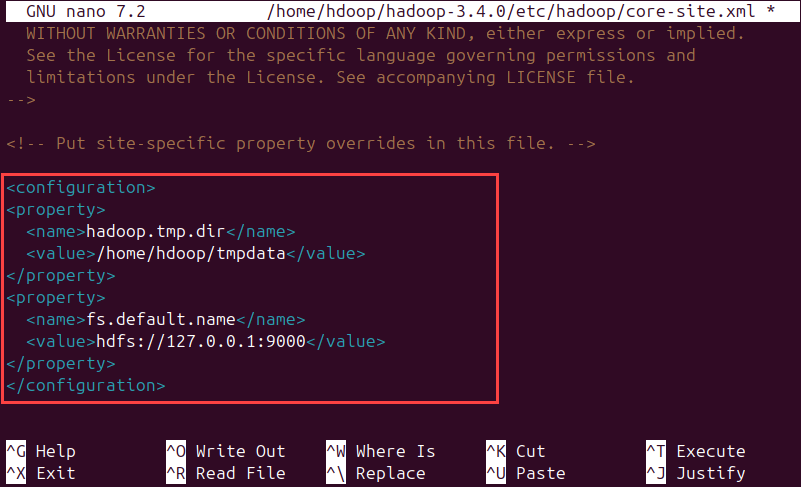 GNU nano 7.2 /home/hdoop/hadoop-3.4.0/etc/hadoop/core-site.xml *
WITHOUT WARRANTIES OR CONDITIONS OF ANY KIND, either express or implied.
See the License for the specific language governing permissions and
limitations under the License. See accompanying LICENSE file.
-->
<!-- Put site-specific property overrides in this file. -->
<configuration>
<property>
<name>hadoop.tmp.dir</name>
<value>/home/hdoop/tmpdata</value>
</property>
<property>
<name>fs.default.name</name>
<value>hdfs://127.0.0.1:9000</value>
</property>
</configuration>
^G Help ^O Write Out ^W Where Is ^K Cut ^T Execute
^X Exit ^R Read File ^\ Replace ^U Paste ^J Justify